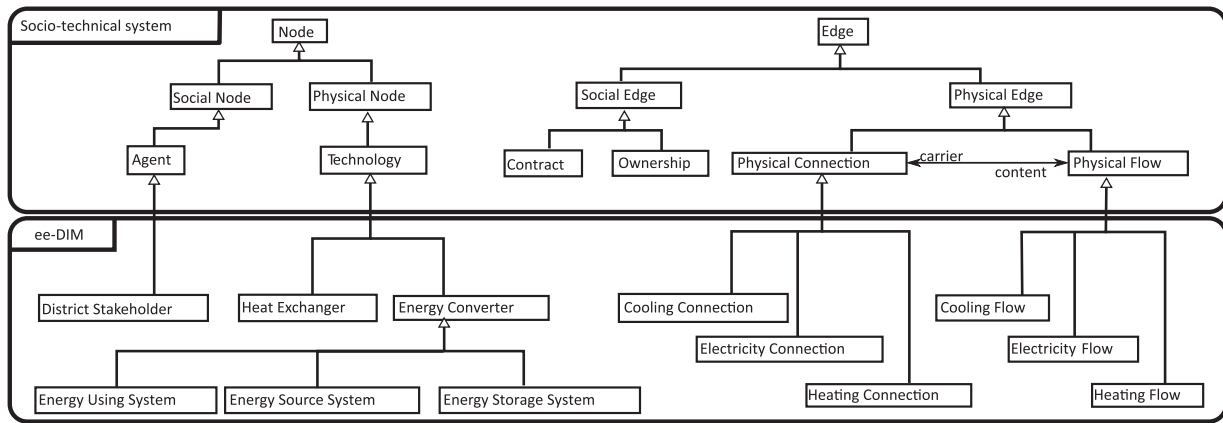 Socio-technical system
Node
Edge
Social Node
Physical Node
Social Edge
Physical Edge
Agent
Technology
Contract
Ownership
Physical Connection
carrier
content
Physical Flow
ee-DIM
District Stakeholder
Heat Exchanger
Energy Converter
Cooling Connection
Cooling Flow
Electricity Connection
Electricity Flow
Energy Using System
Energy Source System
Energy Storage System
Heating Connection
Heating Flow